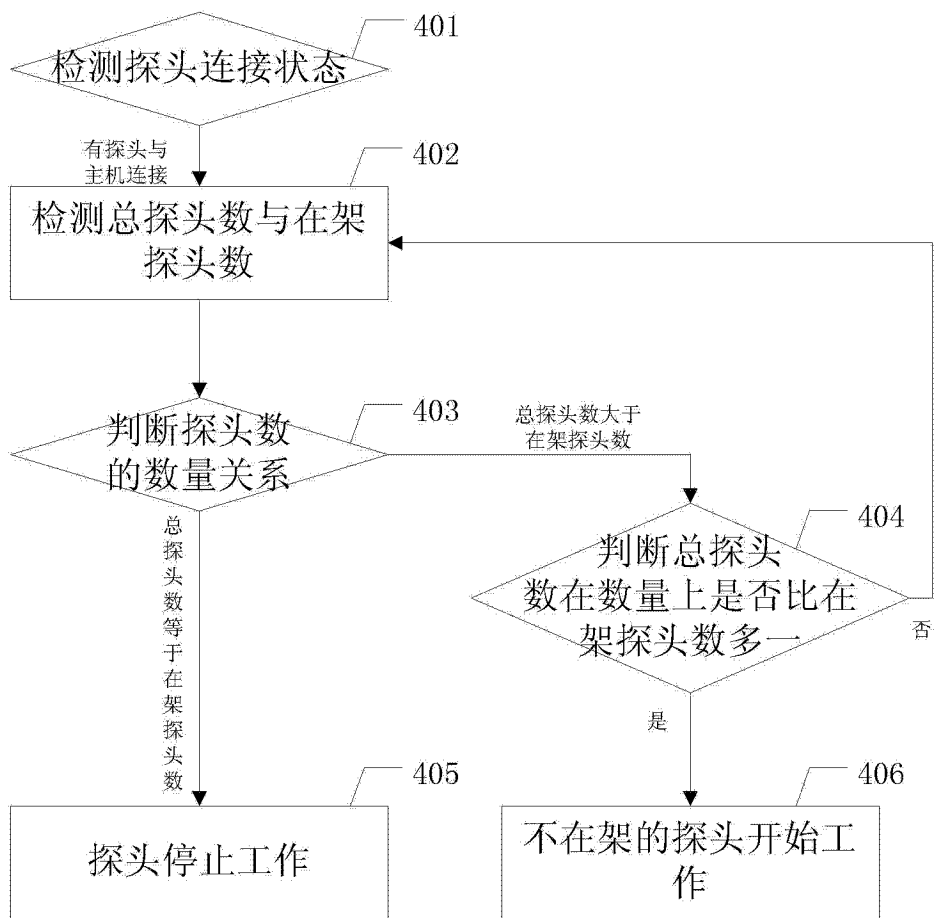 检测探头连接状态
401
有探头与
主机连接
402
检测总探头数与在架
探头数
判断探头数
的数量关系
403
总探头数大于
在架探头数
404
判断总探头
数在数量上是否比在
架探头数多一
否
总探头数等于在架探头数
是
405
探头停止工作
406
不在架的探头开始工
作